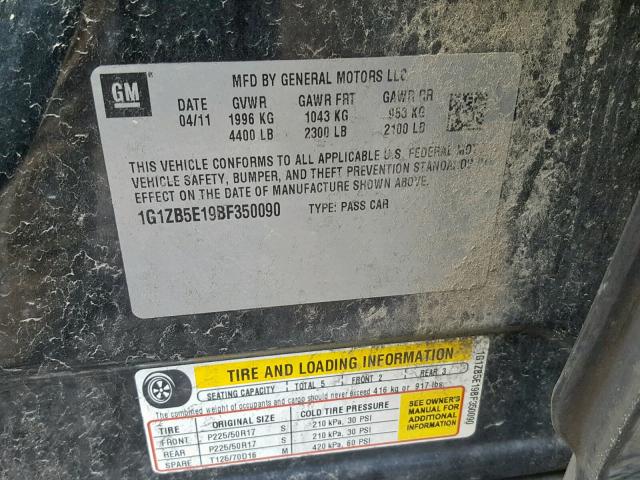 GM
MFD BY GENERAL MOTORS LLC
DATE GVWR GAWR FRT GAWR RR
04/11 1996 KG 1043 KG 953 KG
4400 LB 2300 LB 2100 LB
THIS VEHICLE CONFORMS TO ALL APPLICABLE U.S. FEDERAL MOT
VEHICLE SAFETY, BUMPER, AND THEFT PREVENTION STANDARDS IN
EFFECT ON THE DATE OF MANUFACTURE SHOWN ABOVE.
1G1ZB5E19BF350090 TYPE: PASS CAR
TIRE AND LOADING INFORMATION
SEATING CAPACITY TOTAL 5 FRONT 2 REAR 3
The combined weight of occupants and cargo should never exceed 416 kg or 917 lbs.
TIRE ORIGINAL SIZE COLD TIRE PRESSURE
FRONT P225/50R17 S 210 kPa, 30 PSI
REAR P225/50R17 S 210 kPa, 30 PSI
SPARE T125/70D16 M 420 kPa, 60 PSI
SEE OWNER'S
MANUAL FOR
ADDITIONAL
INFORMATION
1G1ZB5E19BF350090